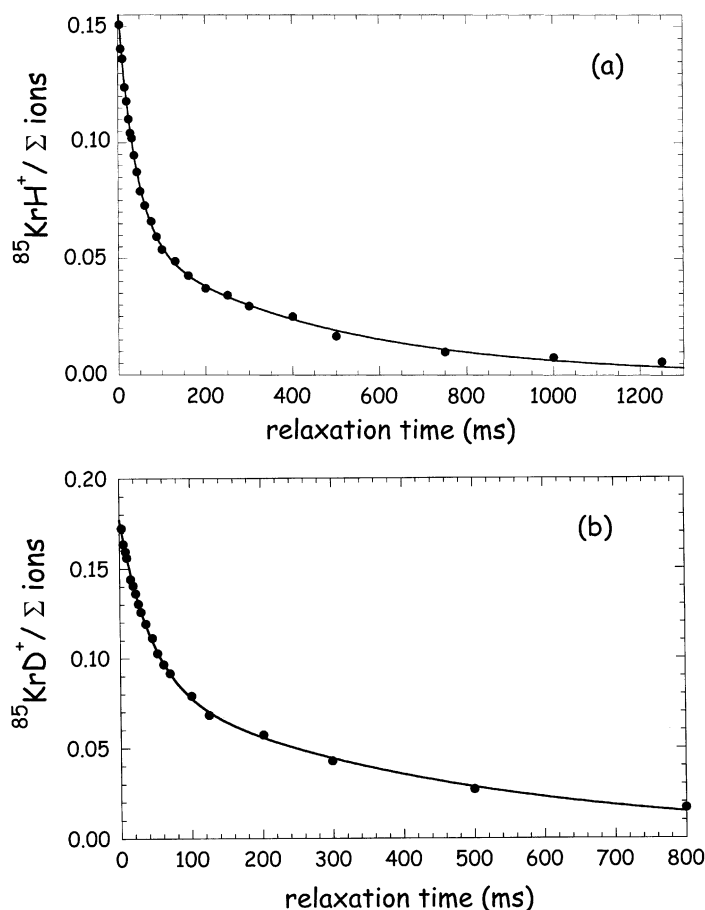 0.15
0.10
0.05
0.00
⁸⁵KrH⁺ / Σ ions
(a)
0 200 400 600 800 1000 1200
relaxation time (ms)
0.20
0.15
0.10
0.05
0.00
⁸⁵KrD⁺ / Σ ions
(b)
0 100 200 300 400 500 600 700 800
relaxation time (ms)